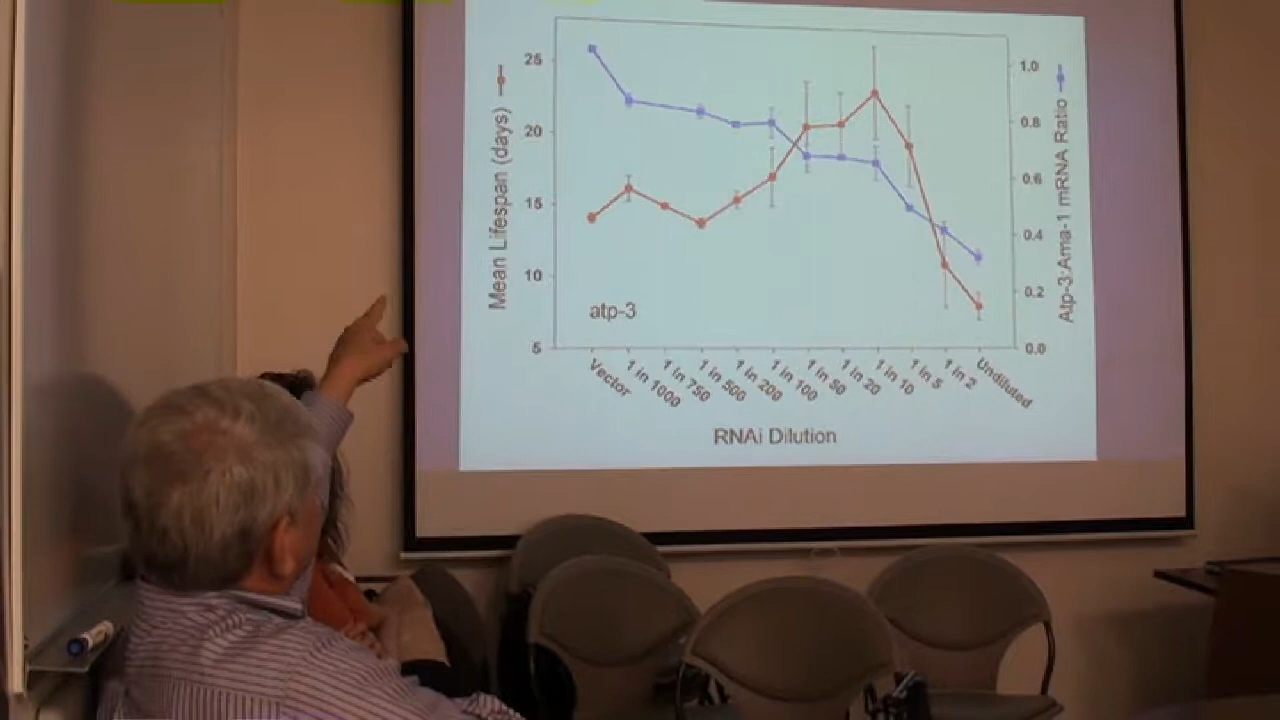 25
20
15
10
5
Mean Lifespan (days)
atp-3
1.0
0.8
0.6
0.4
0.2
0.0
Atp-3:Ama-1 mRNA Ratio
Vector
1 in 1000
1 in 750
1 in 500
1 in 200
1 in 100
1 in 50
1 in 20
1 in 10
1 in 5
1 in 2
Undiluted
RNAi Dilution